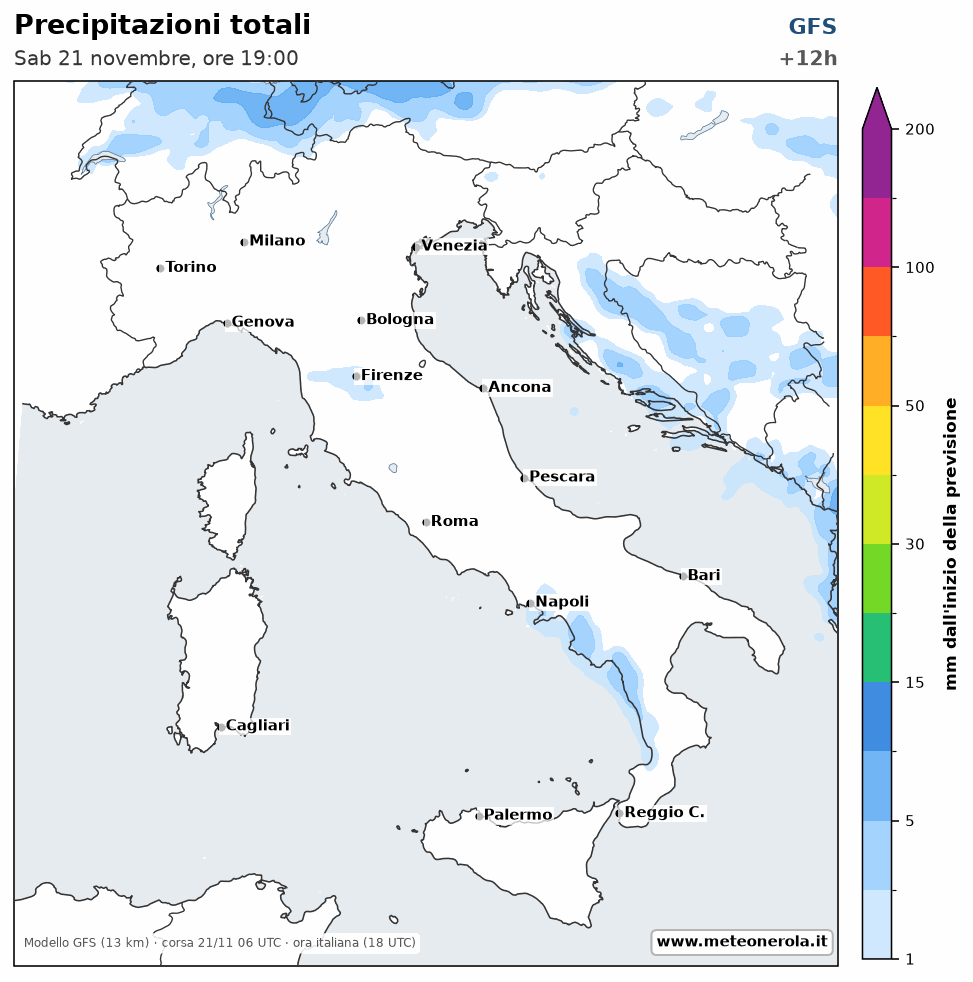 Precipitazioni totali
GFS
Sab 21 novembre, ore 19:00
+12h
Milano
Venezia
Torino
Genova
Bologna
Firenze
Ancona
Pescara
Roma
Bari
Napoli
Cagliari
Palermo
Reggio C.
Modello GFS (13 km) · corsa 21/11 06 UTC · ora italiana (18 UTC)
www.meteonerola.it
200
100
50
30
15
5
1
mm dall'inizio della previsione